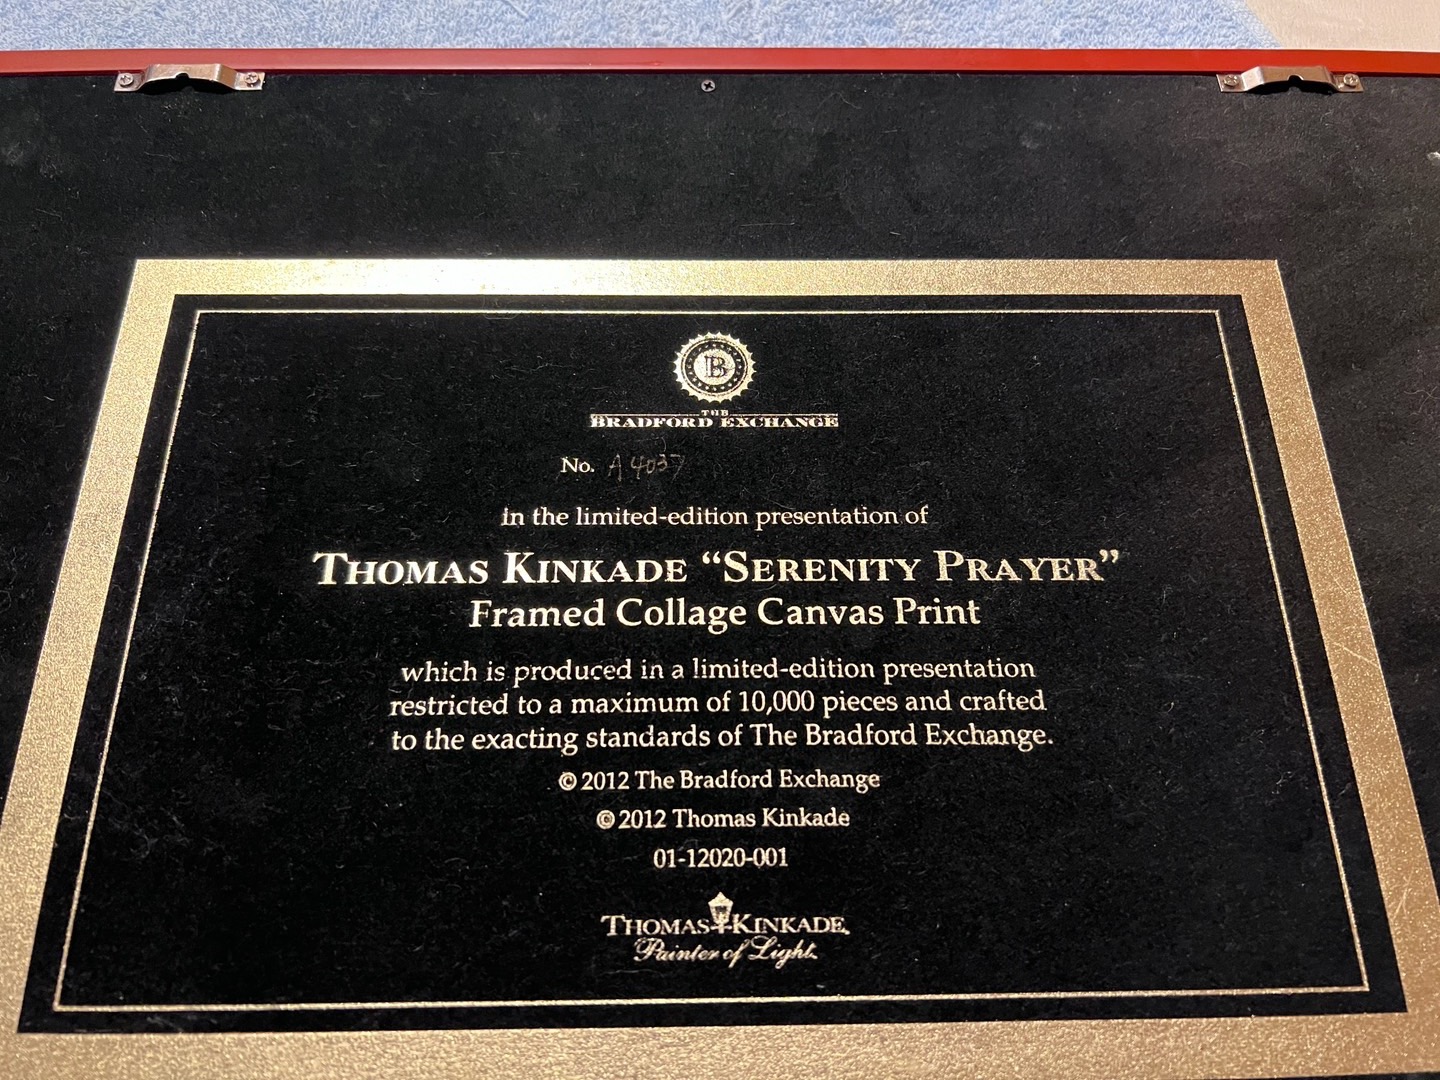 B
THE
BRADFORD EXCHANGE
No. A4037
in the limited-edition presentation of
THOMAS KINKADE “SERENITY PRAYER”
Framed Collage Canvas Print
which is produced in a limited-edition presentation
restricted to a maximum of 10,000 pieces and crafted
to the exacting standards of The Bradford Exchange.
© 2012 The Bradford Exchange
© 2012 Thomas Kinkade
01-12020-001
THOMAS KINKADE
Painter of Light